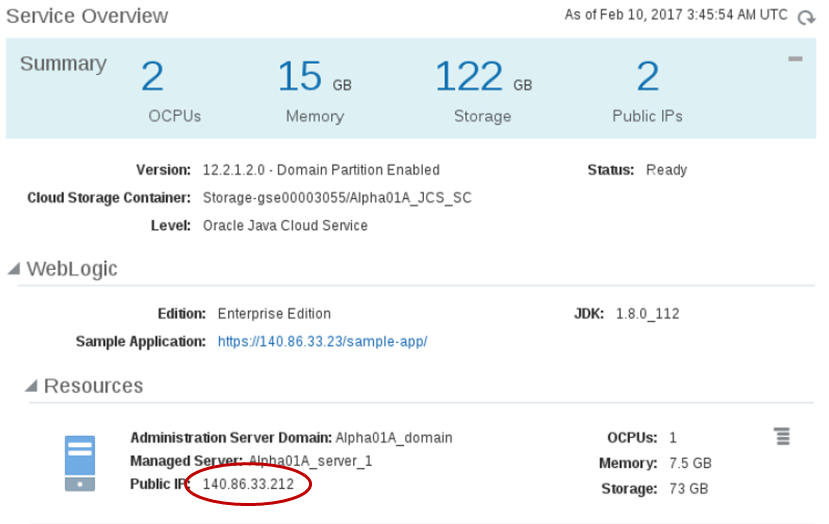 Service Overview
As of Feb 10, 2017 3:45:54 AM UTC
Summary
2
15 GB
122 GB
2
OCPUs
Memory
Storage
Public IPs
Version: 12.2.1.2.0 - Domain Partition Enabled
Status: Ready
Cloud Storage Container: Storage-gse00003055/Alpha01A_JCS_SC
Level: Oracle Java Cloud Service
WebLogic
Edition: Enterprise Edition
JDK: 1.8.0_112
Sample Application: https://140.86.33.23/sample-app/
Resources
Administration Server Domain: Alpha01A_domain
OCPUs: 1
Managed Server: Alpha01A_server_1
Memory: 7.5 GB
Public IP: 140.86.33.212
Storage: 73 GB